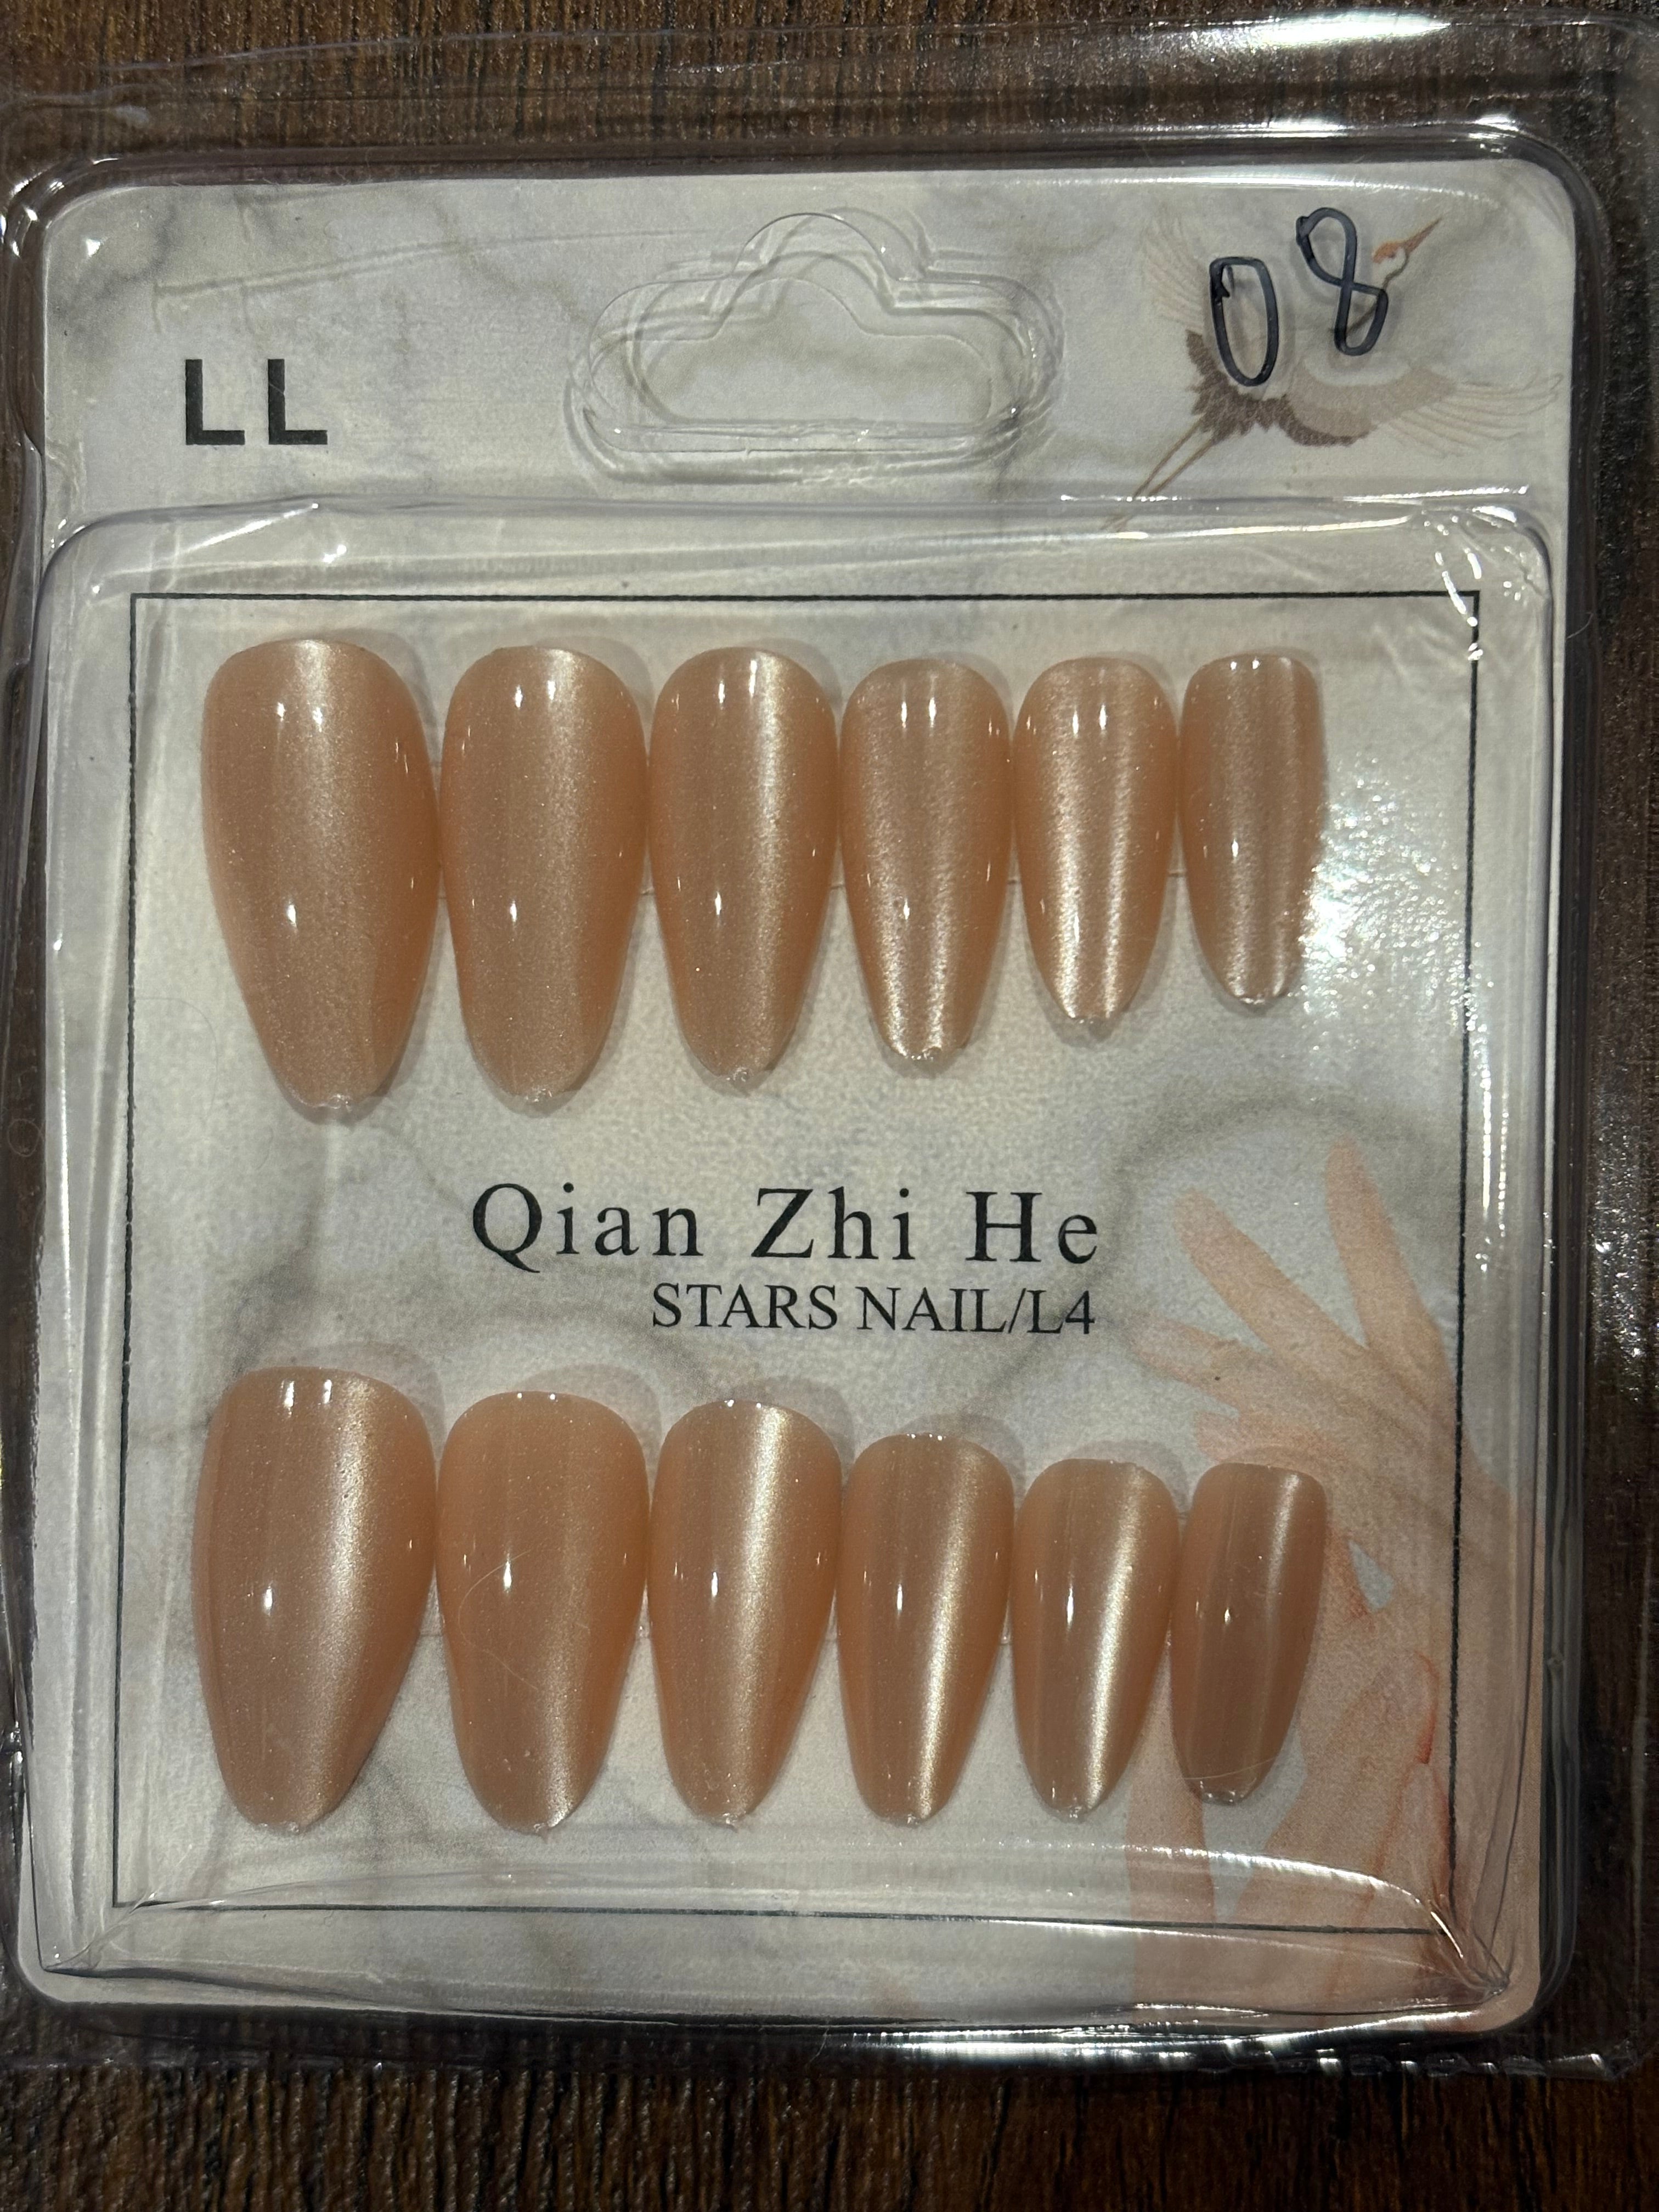 08
LL
Qian Zhi He
STARS NAIL/L4